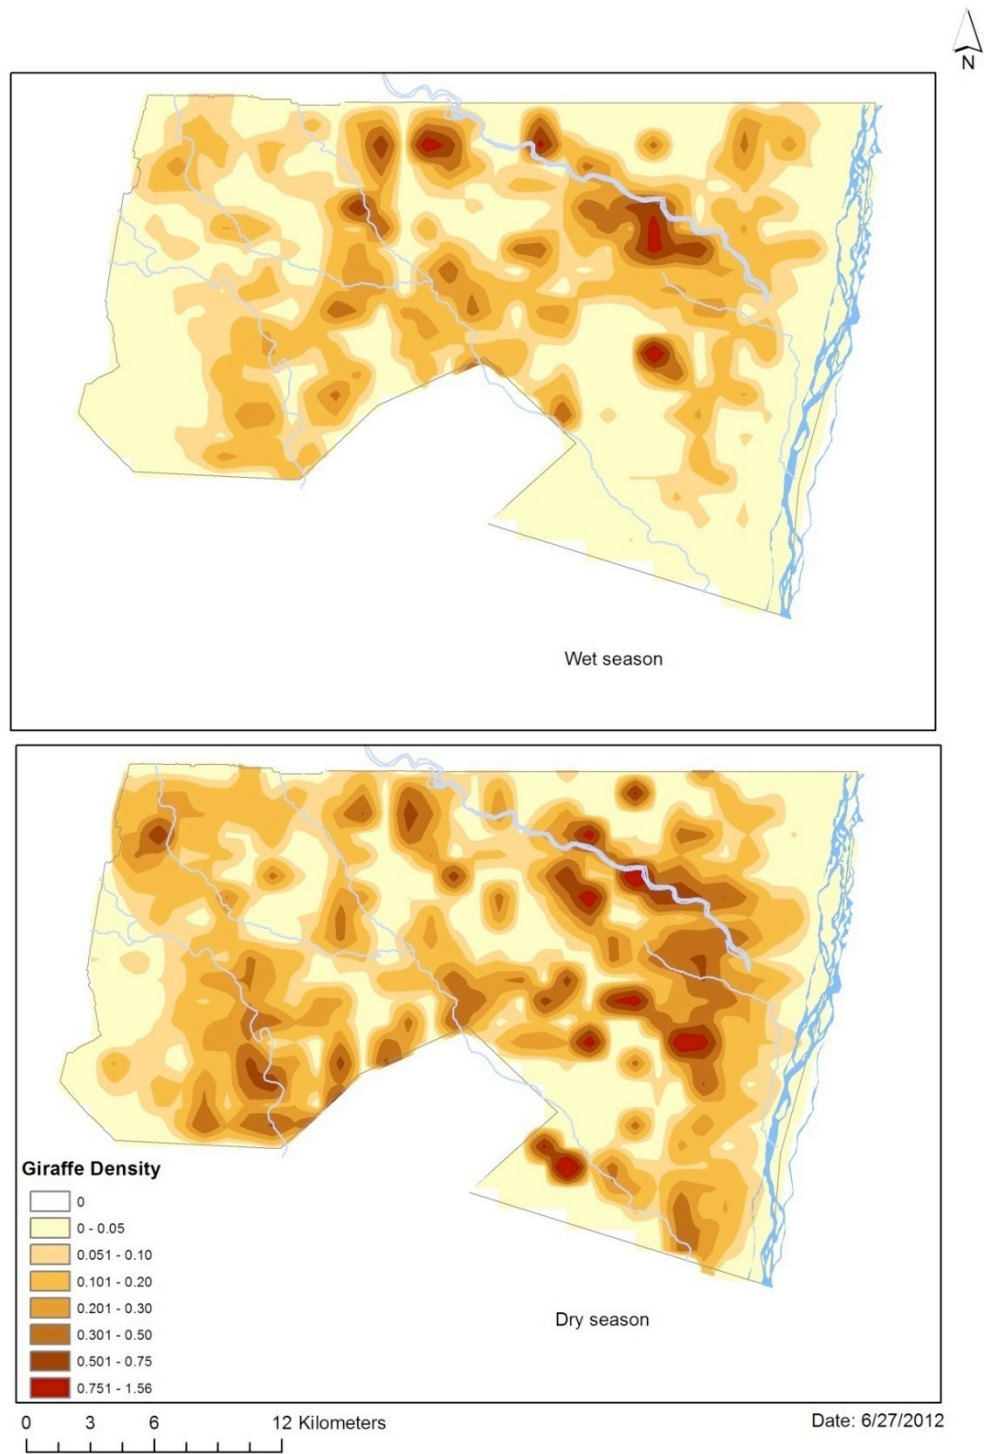 N
Wet season
Giraffe Density
0
0 - 0.05
0.051 - 0.10
0.101 - 0.20
0.201 - 0.30
0.301 - 0.50
0.501 - 0.75
0.751 - 1.56
Dry season
0 3 6 12 Kilometers
Date: 6/27/2012